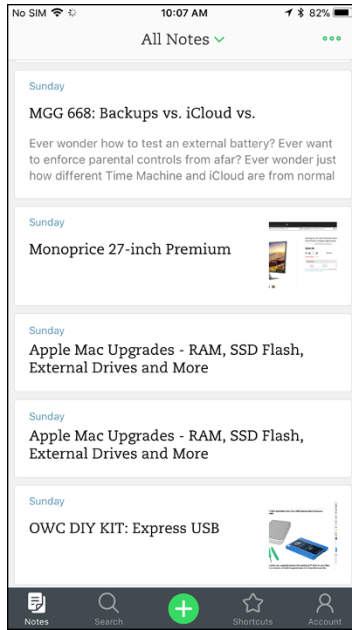 No SIM 10:07 AM 82%
All Notes
Sunday
MGG 668: Backups vs. iCloud vs.
Ever wonder how to test an external battery? Ever want
to enforce parental controls from afar? Ever wonder just
how different Time Machine and iCloud are from normal
Sunday
Monoprice 27-inch Premium
Sunday
Apple Mac Upgrades - RAM, SSD Flash,
External Drives and More
Sunday
Apple Mac Upgrades - RAM, SSD Flash,
External Drives and More
Sunday
OWC DIY KIT: Express USB
Notes Search Shortcuts Account